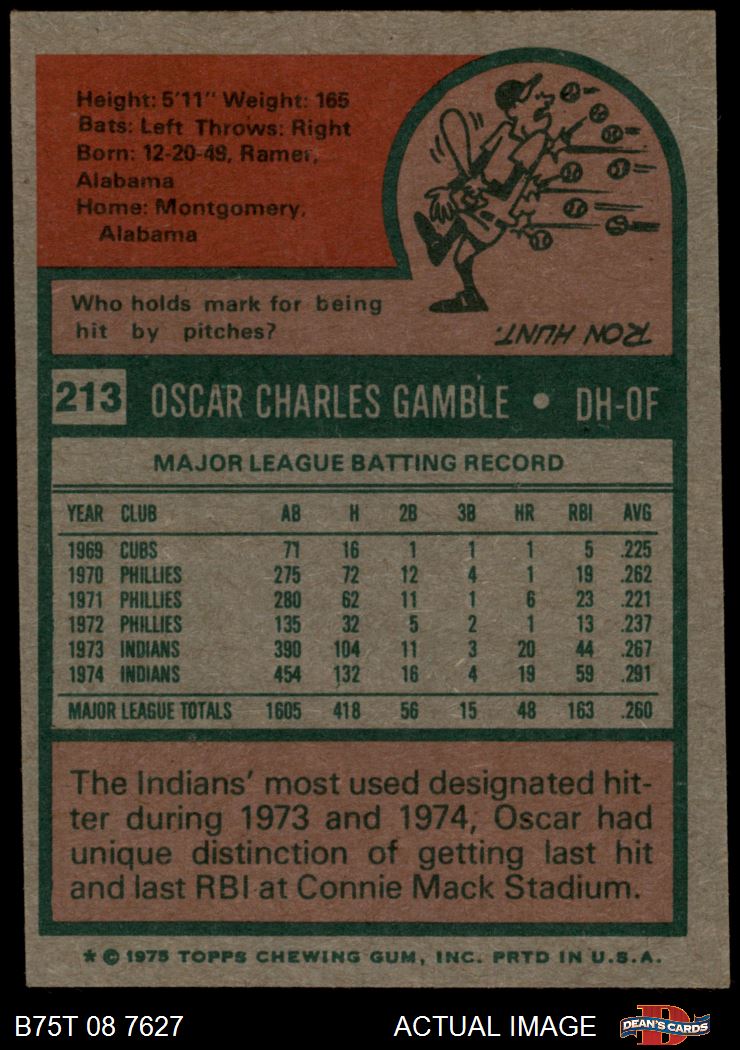 Height: 5'11" Weight: 165
Bats: Left Throws: Right
Born: 12-20-49, Ramer,
Alabama
Home: Montgomery,
Alabama
Who holds mark for being
hit by pitches?
RON HUNT.
213 OSCAR CHARLES GAMBLE • DH-OF
MAJOR LEAGUE BATTING RECORD
YEAR CLUB AB H 2B 3B HR RBI AVG
1969 CUBS 71 16 1 1 1 5 .225
1970 PHILLIES 275 72 12 4 1 19 .262
1971 PHILLIES 280 62 11 1 6 23 .221
1972 PHILLIES 135 32 5 2 1 13 .237
1973 INDIANS 390 104 11 3 20 44 .267
1974 INDIANS 454 132 16 4 19 59 .291
MAJOR LEAGUE TOTALS 1605 418 56 15 48 163 .260
The Indians' most used designated hit-
ter during 1973 and 1974, Oscar had
unique distinction of getting last hit
and last RBI at Connie Mack Stadium.
* © 1975 TOPPS CHEWING GUM, INC. PRTD IN U.S.A.
B75T 08 7627 ACTUAL IMAGE D DEAN'S CARDS